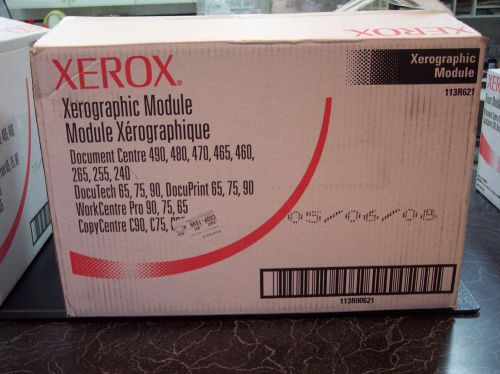 XEROX®
Xerographic Module
Module Xérographique
Document Centre 490, 480, 470, 465, 460,
265, 255, 240
DocuTech 65, 75, 90, DocuPrint 65, 75, 90
WorkCentre Pro 90, 75, 65
CopyCentre C90, C75,
Xerographic
Module
113R621
05/06/08
113R00621